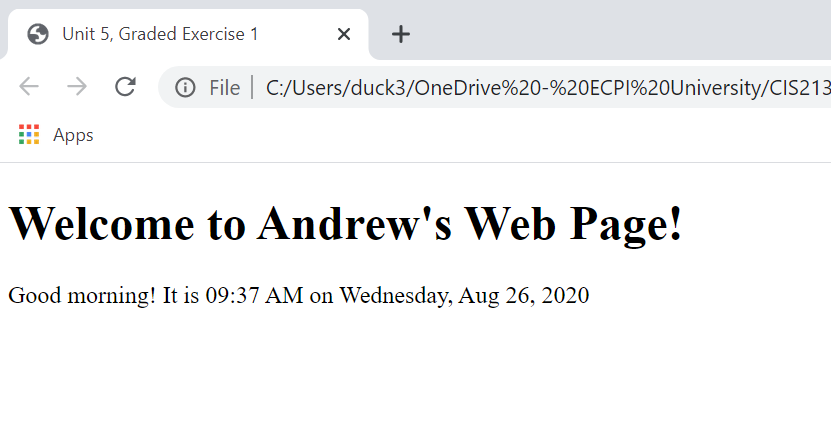 Unit 5, Graded Exercise 1
File | C:/Users/duck3/OneDrive%20-%20ECPI%20University/CIS213
Apps
Welcome to Andrew's Web Page!
Good morning! It is 09:37 AM on Wednesday, Aug 26, 2020